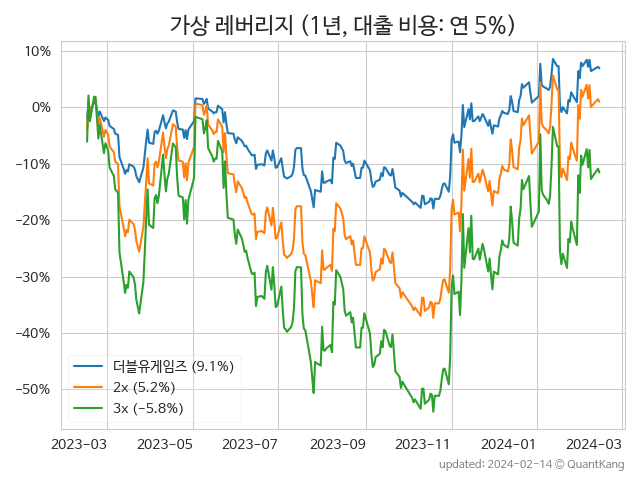 가상 레버리지 (1년, 대출 비용: 연 5%)
10%
0%
−10%
−20%
−30%
−40%
−50%
더블유게임즈 (9.1%)
2x (5.2%)
3x (−5.8%)
2023-03 2023-05 2023-07 2023-09 2023-11 2024-01 2024-03
updated: 2024-02-14 © QuantKang